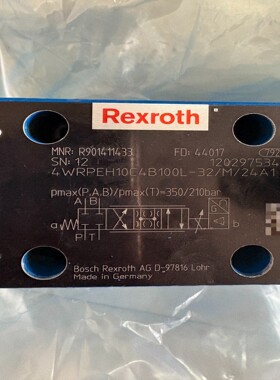 Rexroth
MNR: R901411433 FD: 44017 C792
SN: 12 120297534
4WRPEH10C4B100L-32/M/24A1
pmax(P,A,B)/pmax(T)=350/210bar
A B
a
P T
Bosch Rexroth AG D-97816 Lohr
Made in Germany